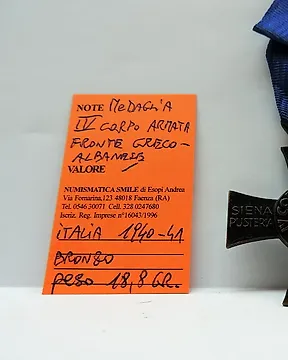 NOTE MEDAGLIA
IV CORPO ARMATA
FRONTE GRECO-
ALBANESE
VALORE
NUMISMATICA SMILE di Esopi Andrea
Via Fornarina,123 48018 Faenza (RA)
Tel. 0546.30071 Cell. 328.0247680
Iscriz. Reg. Imprese n°16043/1996
ITALIA 1940-41
BRONZO
PESO 18,8 GR.
SIENA
PUSTERIA